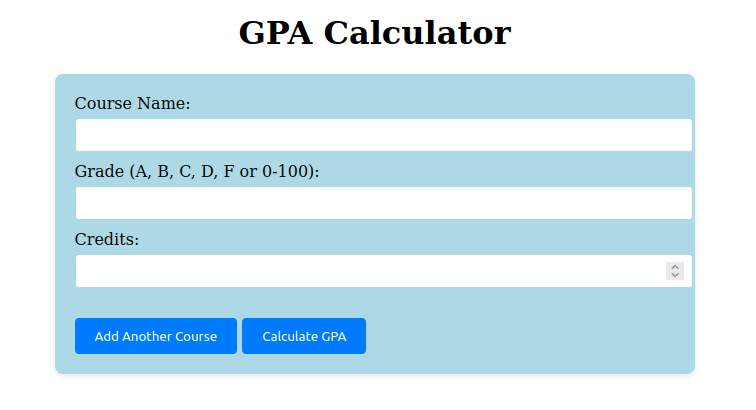 GPA Calculator
Course Name:
Grade (A, B, C, D, F or 0-100):
Credits:
Add Another Course
Calculate GPA